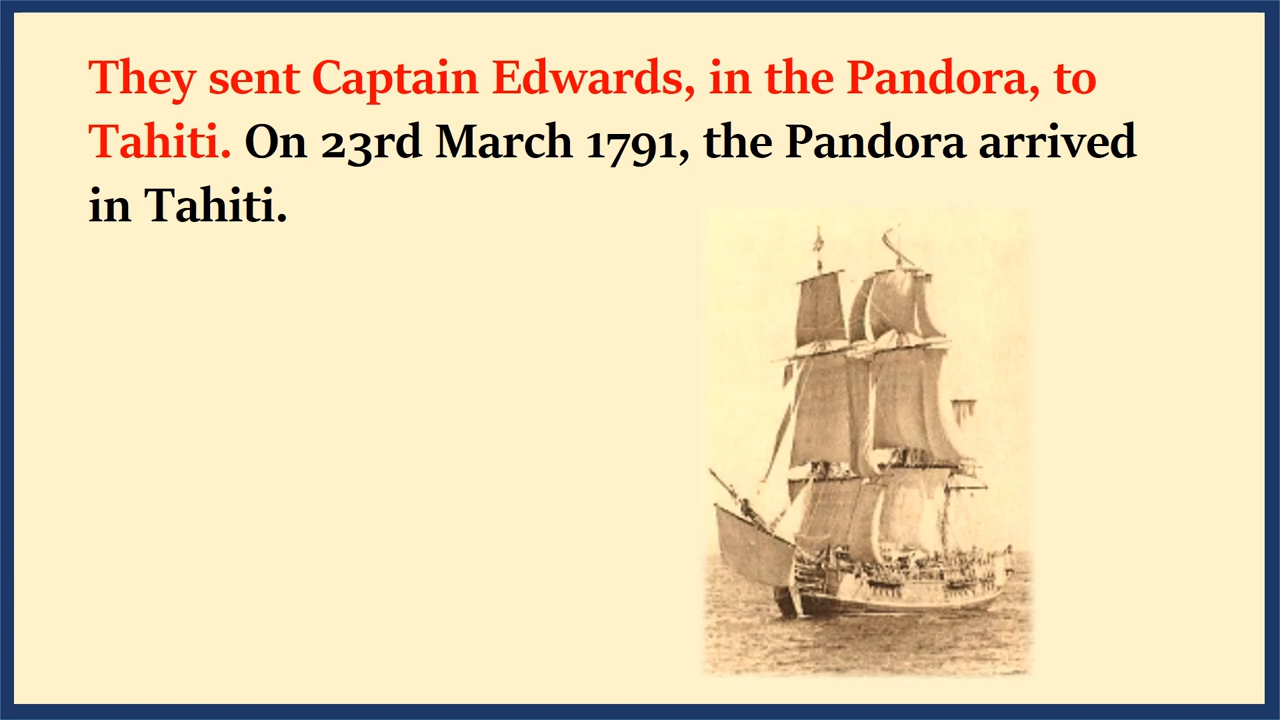 They sent Captain Edwards, in the Pandora, to
Tahiti. On 23rd March 1791, the Pandora arrived
in Tahiti.